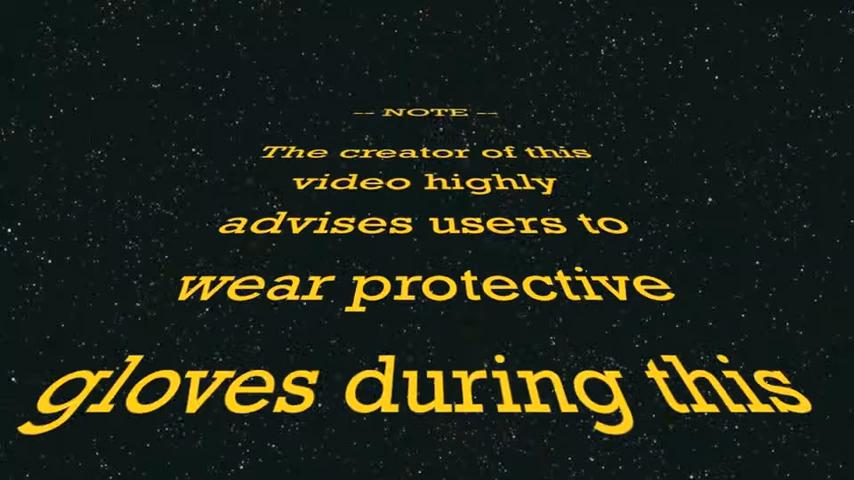 -- NOTE --
The creator of this
video highly
advises users to
wear protective
gloves during this